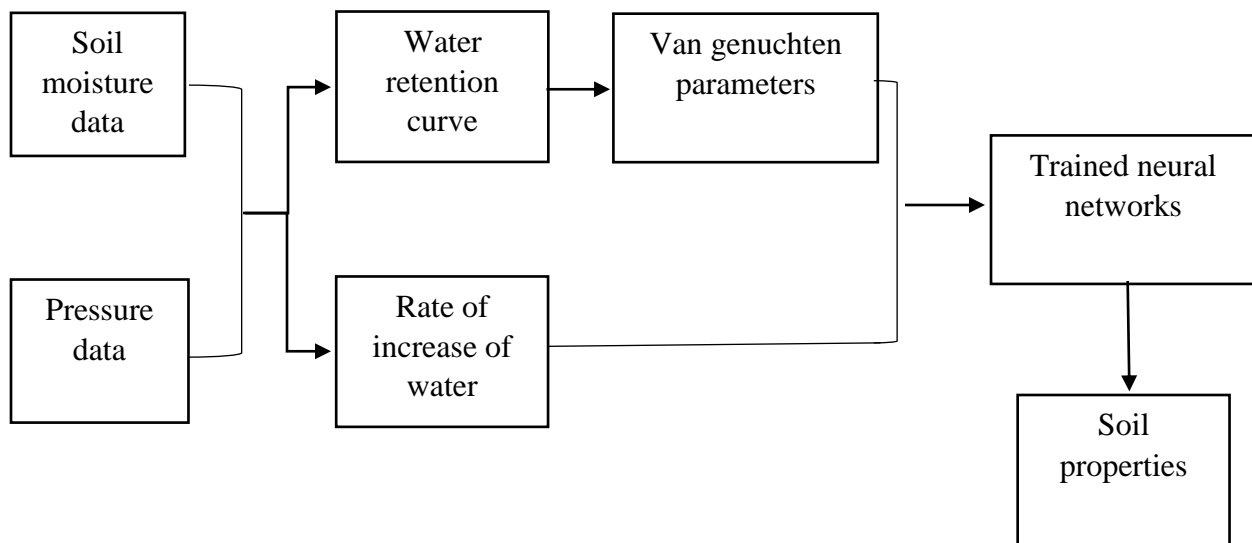 Soil
moisture
data
Water
retention
curve
Van genuchten
parameters
Trained neural
networks
Pressure
data
Rate of
increase of
water
Soil
properties